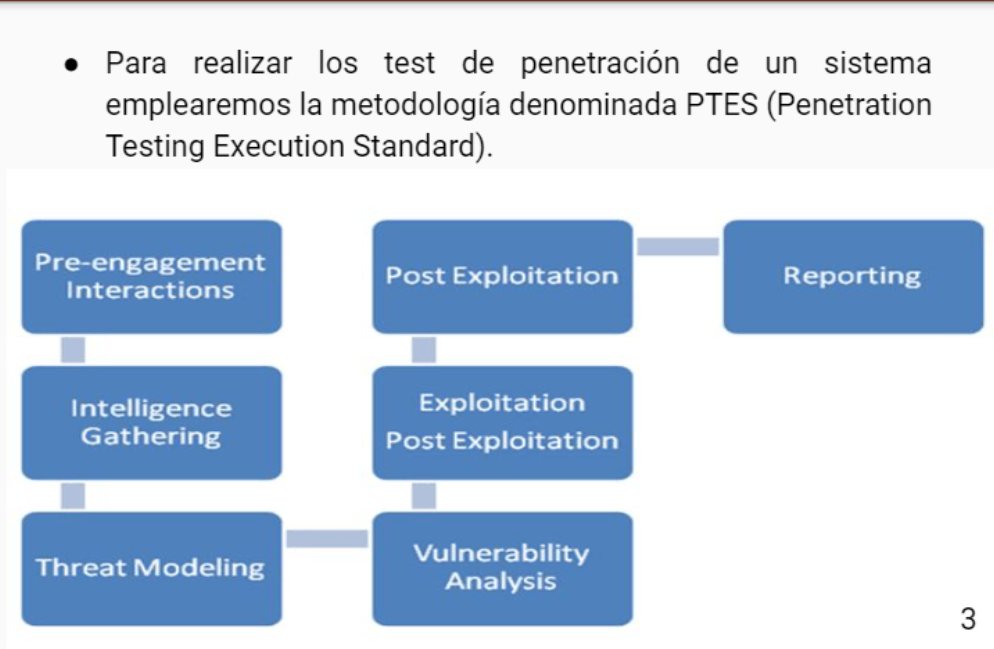 ● Para realizar los test de penetración de un sistema
emplearemos la metodología denominada PTES (Penetration
Testing Execution Standard).
Pre-engagement
Interactions
Intelligence
Gathering
Threat Modeling
Vulnerability
Analysis
Exploitation
Post Exploitation
Post Exploitation
Reporting
3